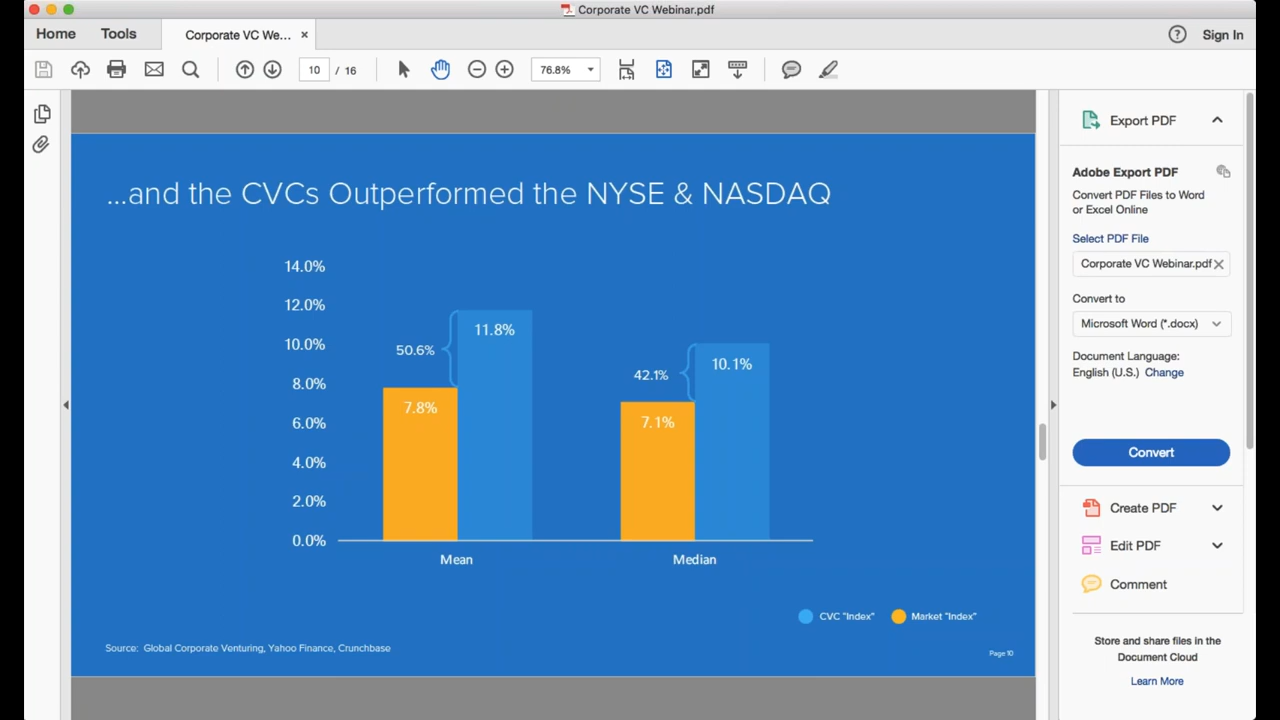 Corporate VC Webinar.pdf
Home
Tools
Corporate VC We...
×
?
Sign In
10 / 16
76.8%
...and the CVCs Outperformed the NYSE & NASDAQ
14.0%
12.0%
10.0%
8.0%
6.0%
4.0%
2.0%
0.0%
50.6%
11.8%
7.8%
42.1%
10.1%
7.1%
Mean
Median
CVC "Index"
Market "Index"
Source: Global Corporate Venturing, Yahoo Finance, Crunchbase
Page 10
Export PDF
Adobe Export PDF
Convert PDF Files to Word
or Excel Online
Select PDF File
Corporate VC Webinar.pdf
Convert to
Microsoft Word (*.docx)
Document Language:
English (U.S.) Change
Convert
Create PDF
Edit PDF
Comment
Store and share files in the
Document Cloud
Learn More